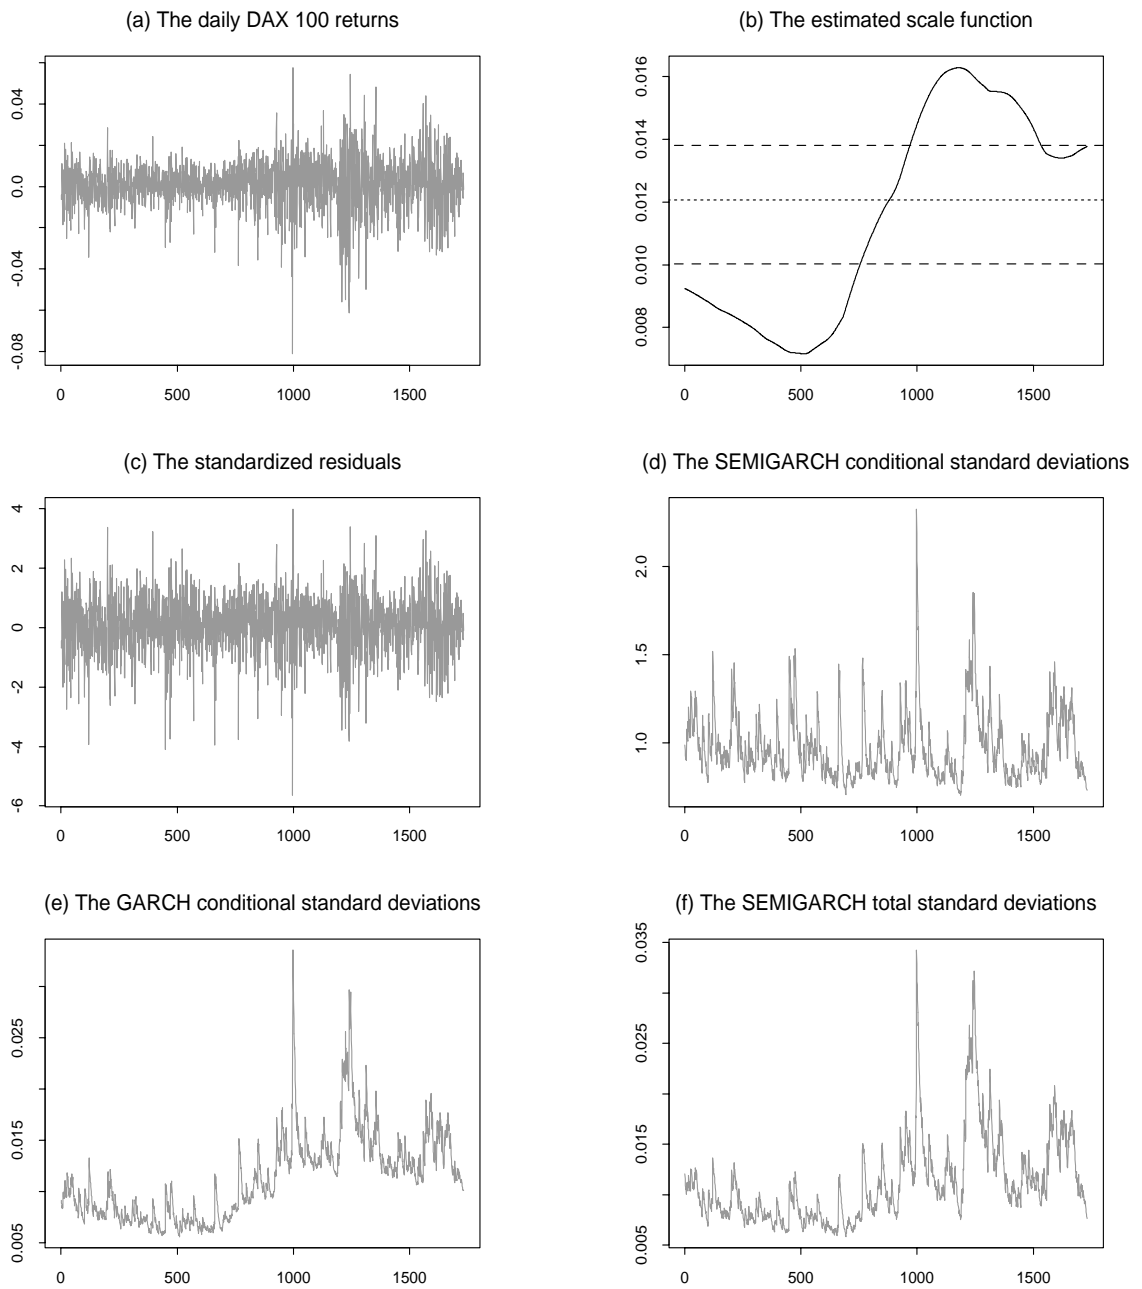 (a) The daily DAX 100 returns
0.04
0.0
-0.04
-0.08
0 500 1000 1500
(b) The estimated scale function
0.016
0.014
0.012
0.010
0.008
0 500 1000 1500
(c) The standardized residuals
4
2
0
-2
-4
-6
0 500 1000 1500
(d) The SEMIGARCH conditional standard deviations
2.0
1.5
1.0
0 500 1000 1500
(e) The GARCH conditional standard deviations
0.025
0.015
0.005
0 500 1000 1500
(f) The SEMIGARCH total standard deviations
0.035
0.025
0.015
0.005
0 500 1000 1500